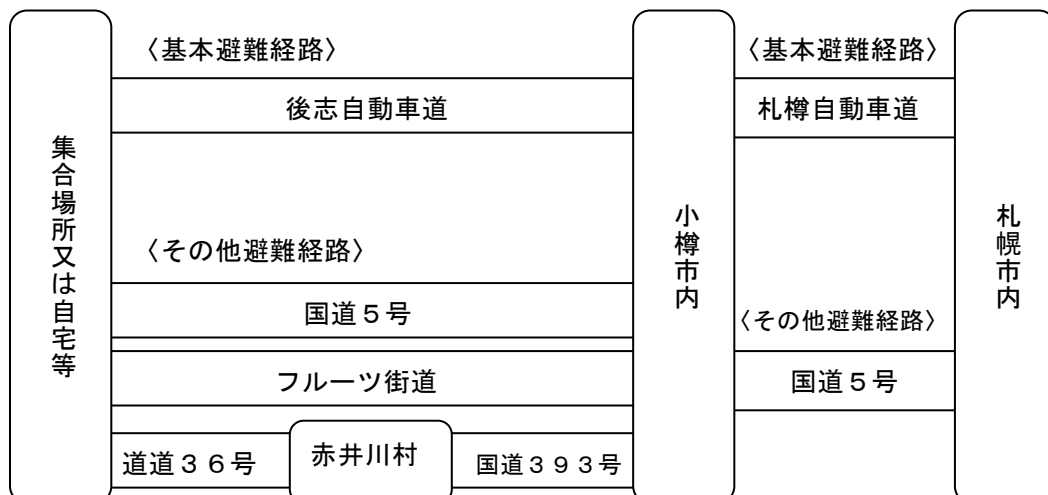 集合場所又は自宅等
〈基本避難経路〉
後志自動車道
〈その他避難経路〉
国道５号
フルーツ街道
道道３６号
赤井川村
国道３９３号
小樽市内
〈基本避難経路〉
札樽自動車道
〈その他避難経路〉
国道５号
札幌市内